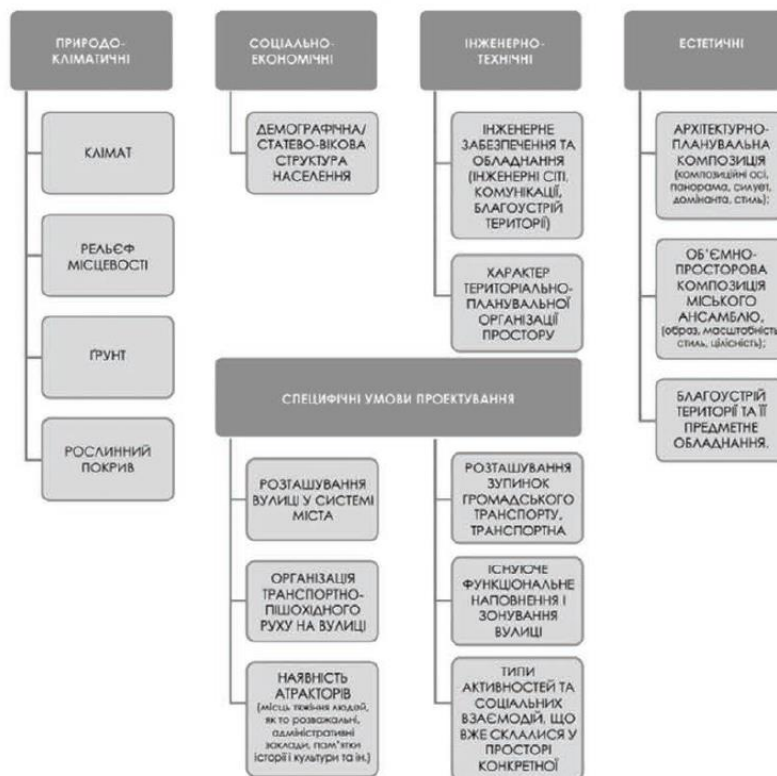 ПРИРОДО-
КЛІМАТИЧНІ
КЛІМАТ
РЕЛЬЄФ
МІСЦЕВОСТІ
ҐРУНТ
РОСЛИННИЙ
ПОКРИВ
СОЦІАЛЬНО-
ЕКОНОМІЧНІ
ДЕМОГРАФІЧНА/
СТАТЕВО-ВІКОВА
СТРУКТУРА
НАСЕЛЕННЯ
ІНЖЕНЕРНО-
ТЕХНІЧНІ
ІНЖЕНЕРНЕ
ЗАБЕЗПЕЧЕННЯ ТА
ОБЛАДНАННЯ
(ІНЖЕНЕРНІ СІТІ,
КОМУНІКАЦІЇ,
БЛАГОУСТРІЙ
ТЕРИТОРІЇ)
ХАРАКТЕР
ТЕРИТОРІАЛЬНО-
ПЛАНУВАЛЬНОЇ
ОРГАНІЗАЦІЇ
ПРОСТОРУ
ЕСТЕТИЧНІ
АРХІТЕКТУРНО-
ПЛАНУВАЛЬНА
КОМПОЗИЦІЯ
(композиційні осі,
панорама, силует,
домінанта, стиль);
ОБ'ЄМНО-
ПРОСТОРОВА
КОМПОЗИЦІЯ
МІСЬКОГО
АНСАМБЛЮ,
(образ, масштабність,
стиль, цілісність);
БЛАГОУСТРІЙ
ТЕРИТОРІЇ ТА ЇЇ
ПРЕДМЕТНЕ
ОБЛАДНАННЯ.
СПЕЦИФІЧНІ УМОВИ ПРОЕКТУВАННЯ
РОЗТАШУВАННЯ
ВУЛИЦІ У СИСТЕМІ
МІСТА
ОРГАНІЗАЦІЯ
ТРАНСПОРТНО-
ПІШОХІДНОГО
РУХУ НА ВУЛИЦІ
НАЯВНІСТЬ
АТРАКТОРІВ
(місць тяжіння людей,
як то розважальні,
адміністративні
заклади, пам'ятки
історії і культури та ін.)
РОЗТАШУВАННЯ
ЗУПИНОК
ГРОМАДСЬКОГО
ТРАНСПОРТУ,
ТРАНСПОРТНА
ІСНУЮЧЕ
ФУНКЦІОНАЛЬНЕ
НАПОВНЕННЯ І
ЗОНУВАННЯ
ВУЛИЦІ
ТИПИ
АКТИВНОСТЕЙ ТА
СОЦІАЛЬНИХ
ВЗАЄМОДІЙ, ЩО
ВЖЕ СКЛАЛИСЯ У
ПРОСТОРІ
КОНКРЕТНОЇ